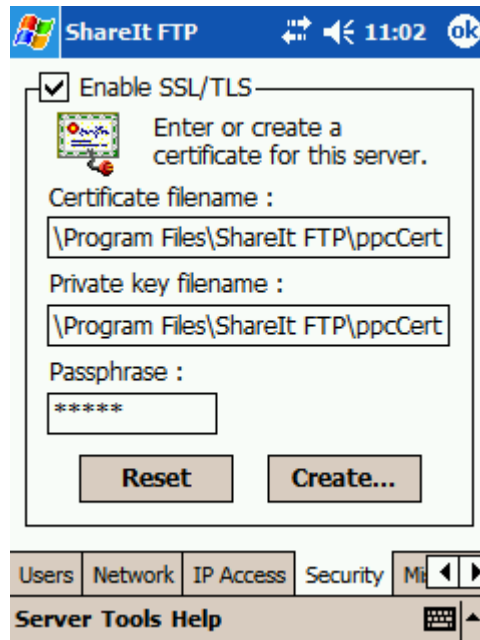 ShareIt FTP 11:02 ok
Enable SSL/TLS
Enter or create a
certificate for this server.
Certificate filename :
\Program Files\ShareIt FTP\ppcCert
Private key filename :
\Program Files\ShareIt FTP\ppcCert
Passphrase :
*****
Reset Create...
Users Network IP Access Security
Server Tools Help